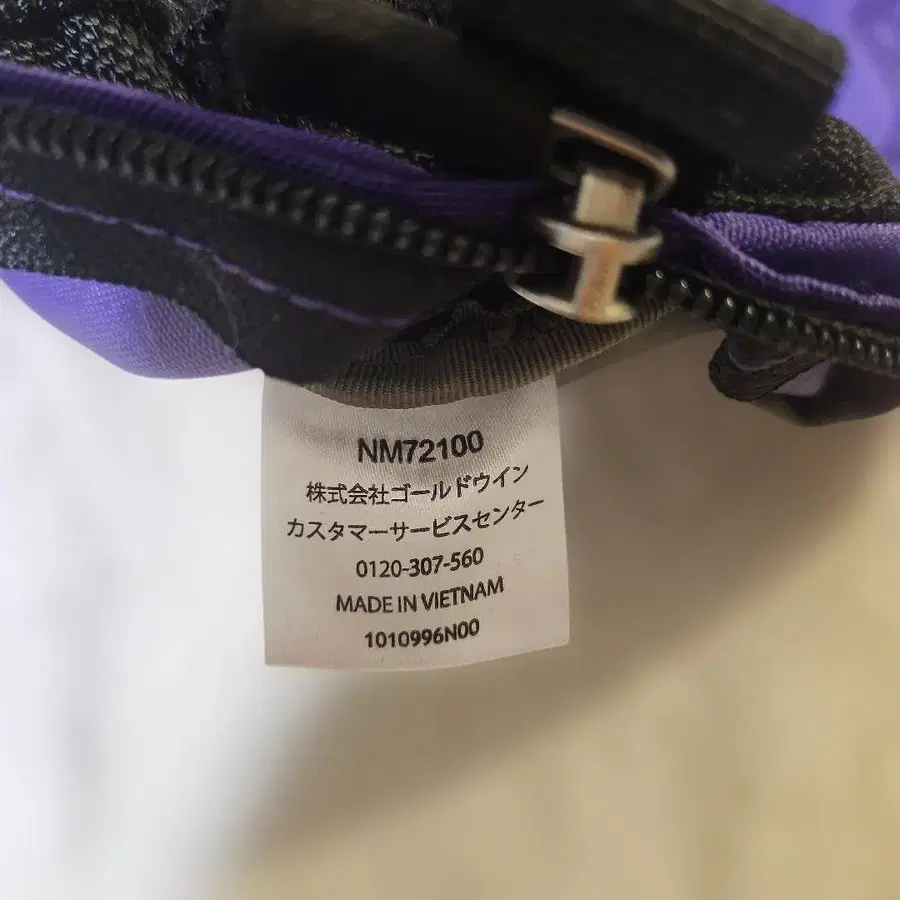 NM72100
株式会社ゴールドウイン
カスタマーサービスセンター
0120-307-560
MADE IN VIETNAM
1010996N00